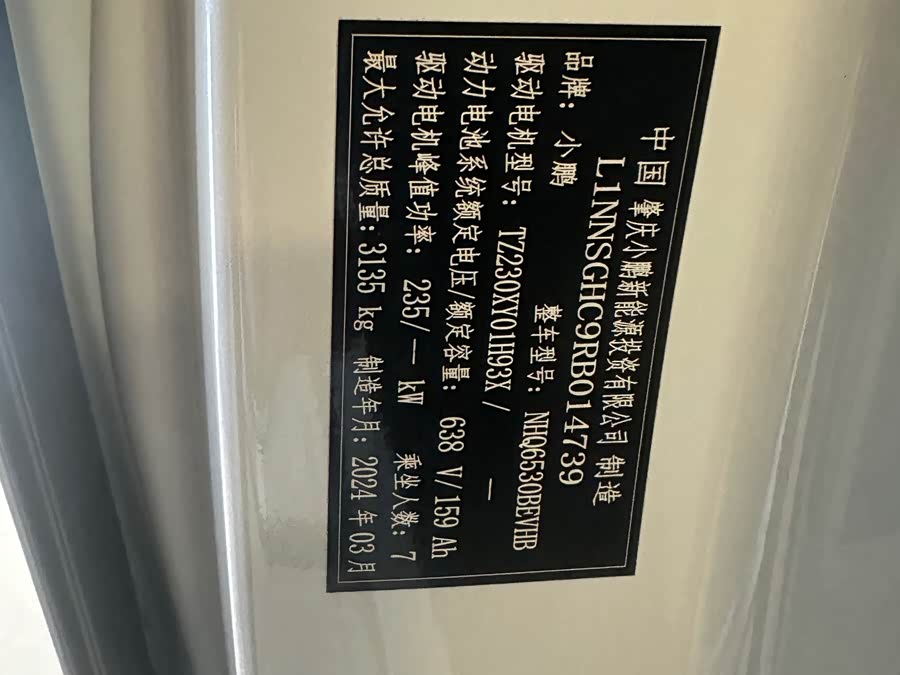 中国 肇庆小鹏新能源投资有限公司 制造
L1NNSGHC9RB014739
品牌： 小鹏 整车型号： NHQ6530BEVHB
驱动电机型号： TZ230XY01H93X / —
动力电池系统额定电压/额定容量： 638 V/159 Ah
驱动电机峰值功率： 235/— kW 乘坐人数： 7
最大允许总质量： 3135 kg 制造年月： 2024 年 03 月